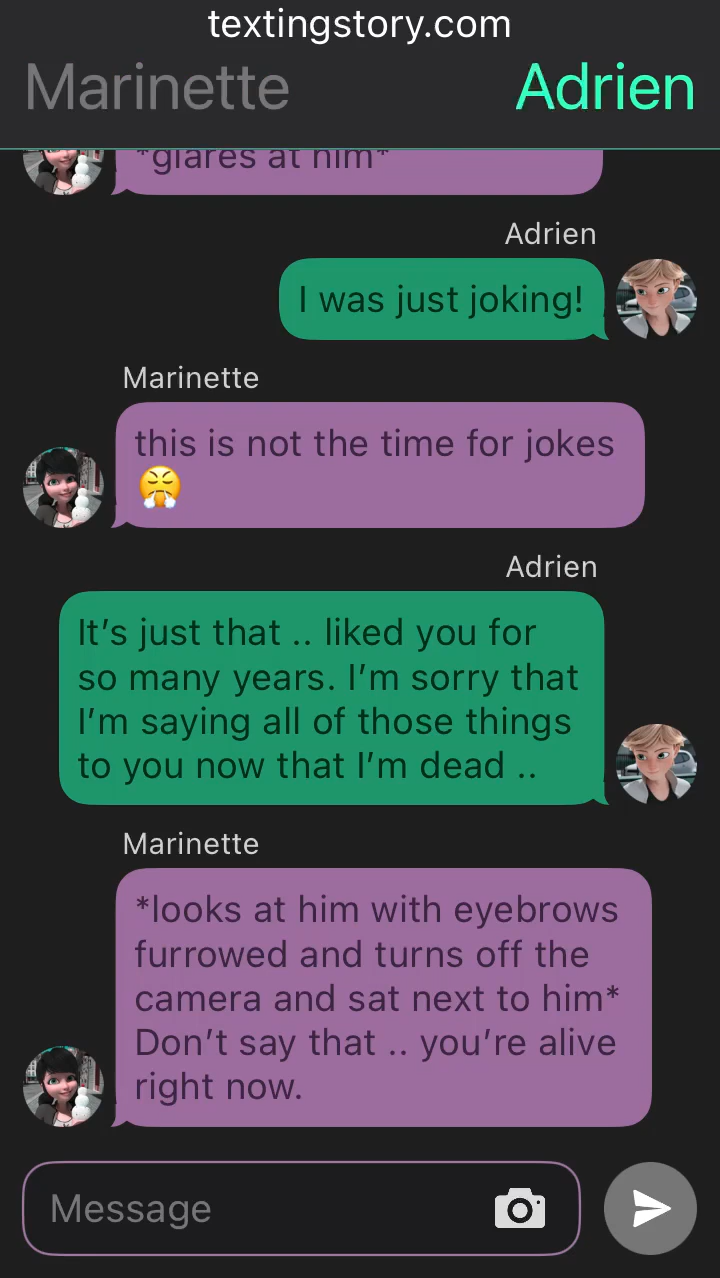 textingstory.com
Marinette Adrien
*glares at him*
Adrien
I was just joking!
Marinette
this is not the time for jokes
😤
Adrien
It’s just that .. liked you for
so many years. I’m sorry that
I’m saying all of those things
to you now that I’m dead ..
Marinette
*looks at him with eyebrows
furrowed and turns off the
camera and sat next to him*
Don’t say that .. you’re alive
right now.
Message